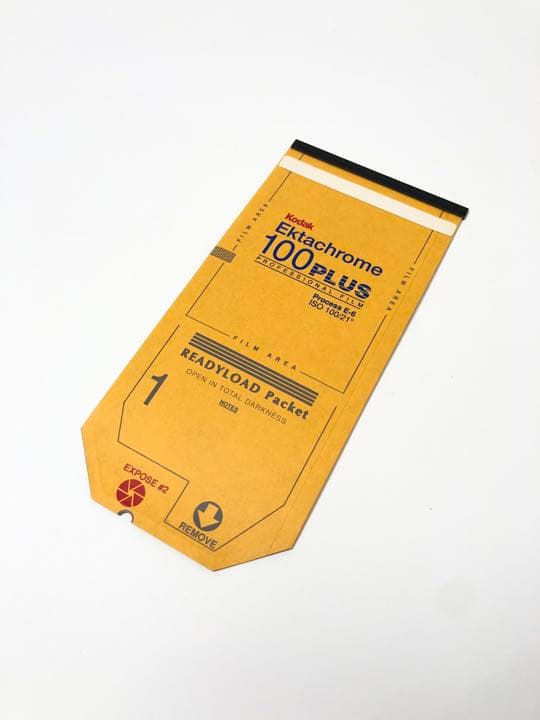 FILM AREA
FILM AREA
Kodak
Ektachrome
100PLUS
PROFESSIONAL FILM
Process E-6
ISO 100/21°
FILM AREA
READYLOAD Packet
OPEN IN TOTAL DARKNESS
NOTES
1
EXPOSE #2
REMOVE